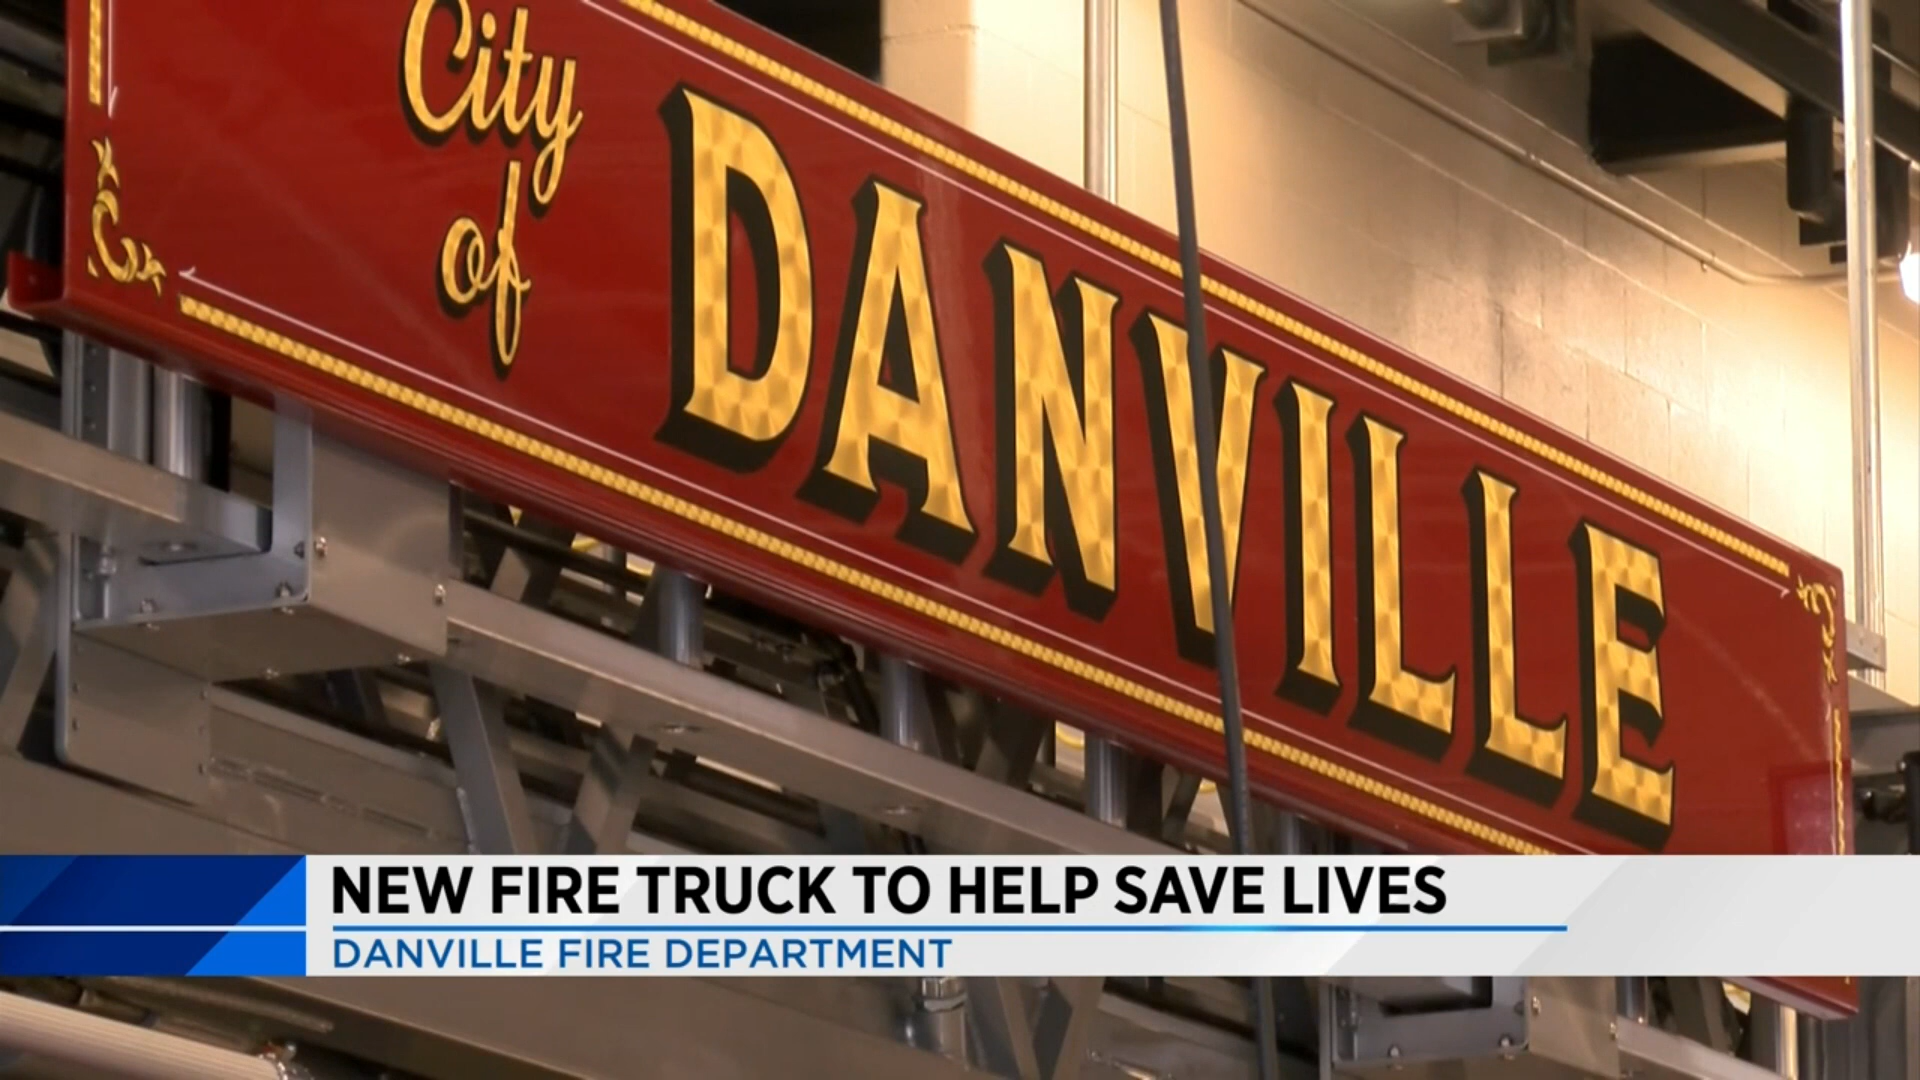 City
of
DANVILLE
NEW FIRE TRUCK TO HELP SAVE LIVES
DANVILLE FIRE DEPARTMENT